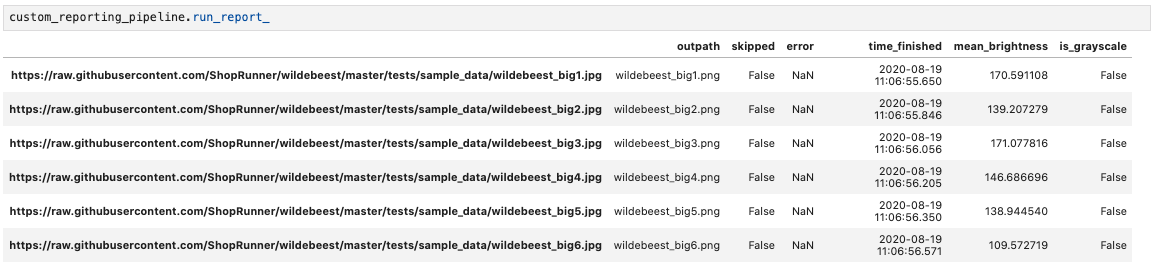 custom_reporting_pipeline.run_report_
outpath skipped error time_finished mean_brightness is_grayscale
https://raw.githubusercontent.com/ShopRunner/wildebeest/master/tests/sample_data/wildebeest_big1.jpg wildebeest_big1.png False NaN 2020-08-19 11:06:55.650 170.591108 False
https://raw.githubusercontent.com/ShopRunner/wildebeest/master/tests/sample_data/wildebeest_big2.jpg wildebeest_big2.png False NaN 2020-08-19 11:06:55.846 139.207279 False
https://raw.githubusercontent.com/ShopRunner/wildebeest/master/tests/sample_data/wildebeest_big3.jpg wildebeest_big3.png False NaN 2020-08-19 11:06:56.056 171.077816 False
https://raw.githubusercontent.com/ShopRunner/wildebeest/master/tests/sample_data/wildebeest_big4.jpg wildebeest_big4.png False NaN 2020-08-19 11:06:56.205 146.686696 False
https://raw.githubusercontent.com/ShopRunner/wildebeest/master/tests/sample_data/wildebeest_big5.jpg wildebeest_big5.png False NaN 2020-08-19 11:06:56.350 138.944540 False
https://raw.githubusercontent.com/ShopRunner/wildebeest/master/tests/sample_data/wildebeest_big6.jpg wildebeest_big6.png False NaN 2020-08-19 11:06:56.571 109.572719 False